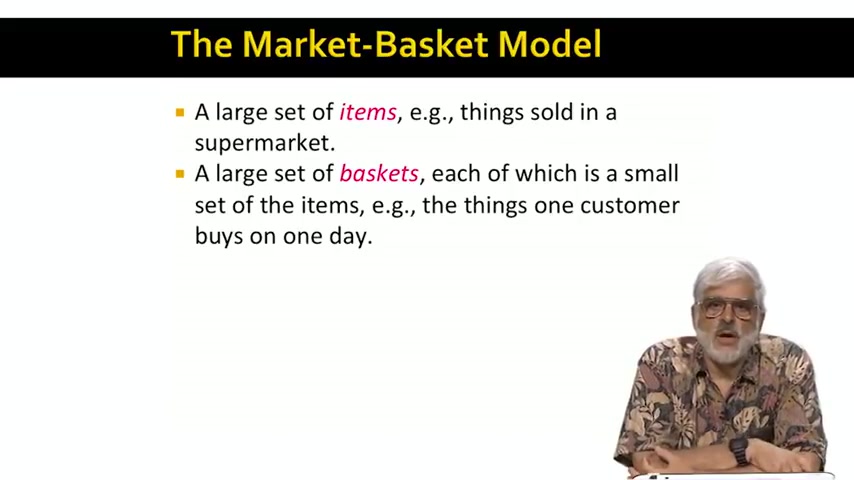 The Market-Basket Model
▪ A large set of items, e.g., things sold in a
supermarket.
▪ A large set of baskets, each of which is a small
set of the items, e.g., the things one customer
buys on one day.